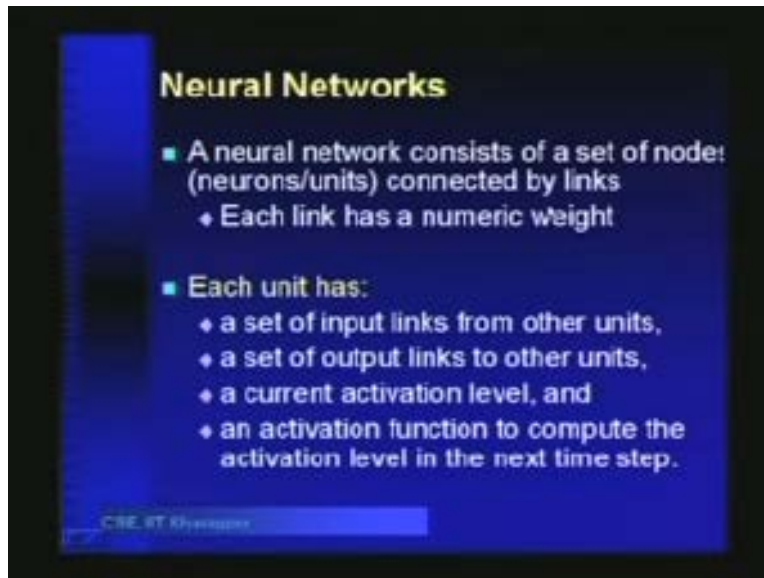 Neural Networks
A neural network consists of a set of nodes
(neurons/units) connected by links
Each link has a numeric weight
Each unit has:
a set of input links from other units,
a set of output links to other units,
a current activation level, and
an activation function to compute the
activation level in the next time step.
CSE, IIT Kharagpur